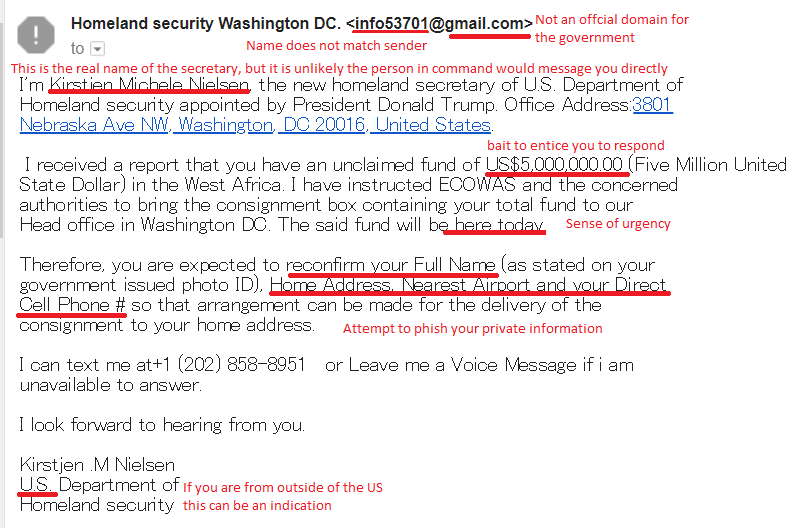 Homeland security Washington DC. <info53701@gmail.com> Not an offcial domain for
the government
to Name does not match sender
This is the real name of the secretary, but it is unlikely the person in command would message you directly
I'm Kirstjen Michele Nielsen, the new homeland secretary of U.S. Department of
Homeland security appointed by President Donald Trump. Office Address:3801
Nebraska Ave NW, Washington, DC 20016, United States.
bait to entice you to respond
I received a report that you have an unclaimed fund of US$5,000,000.00 (Five Million United
State Dollar) in the West Africa. I have instructed ECOWAS and the concerned
authorities to bring the consignment box containing your total fund to our
Head office in Washington DC. The said fund will be here today. Sense of urgency
Therefore, you are expected to reconfirm your Full Name (as stated on your
government issued photo ID), Home Address, Nearest Airport and your Direct
Cell Phone # so that arrangement can be made for the delivery of the
consignment to your home address. Attempt to phish your private information
I can text me at+1 (202) 858-8951 or Leave me a Voice Message if i am
unavailable to answer.
I look forward to hearing from you.
Kirstjen .M Nielsen
U.S. Department of If you are from outside of the US
Homeland security this can be an indication